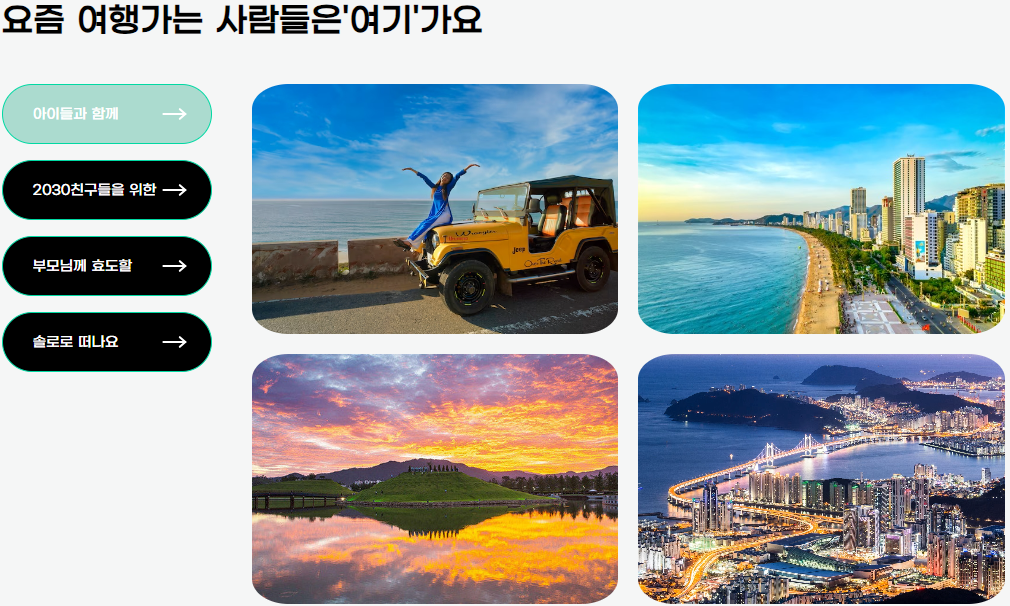 요즘 여행가는 사람들은'여기'가요
아이들과 함께
2030친구들을 위한
부모님께 효도할
솔로로 떠나요
Wrangler
Jeep